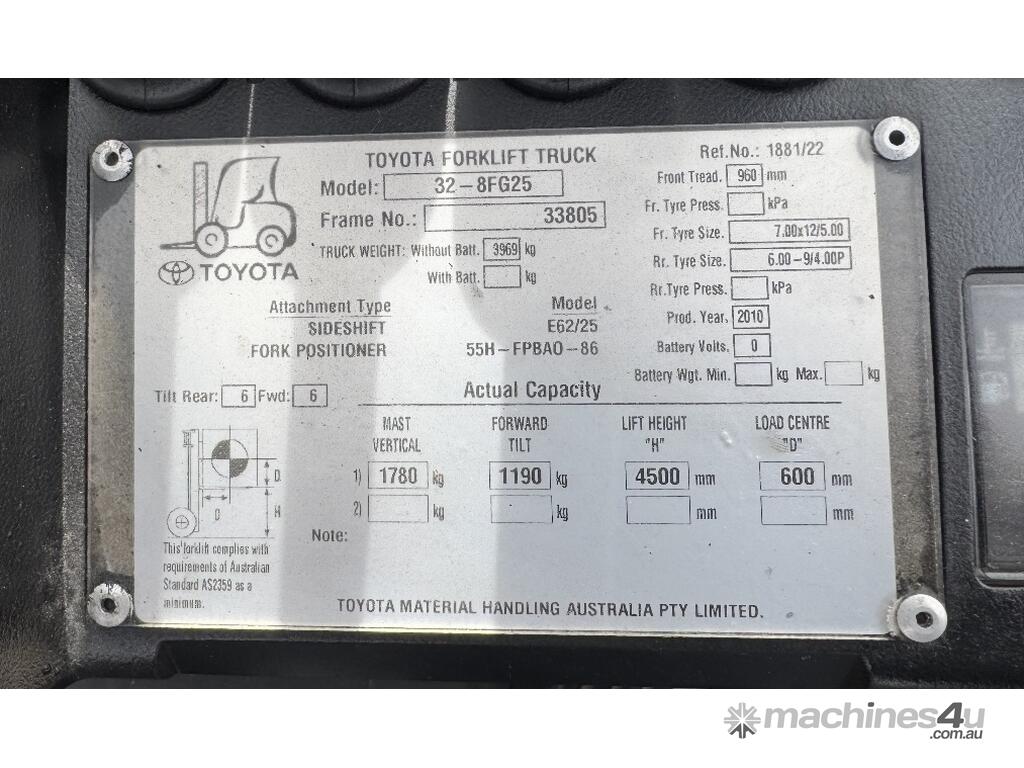 TOYOTA FORKLIFT TRUCK
Ref.No.: 1881/22
Model: 32-8FG25
Front Tread. 960 mm
Frame No.: 33805
Fr. Tyre Press. kPa
TRUCK WEIGHT: Without Batt. 3969 kg
Fr. Tyre Size. 7.00x12/5.00
With Batt. kg
Rr. Tyre Size. 6.00-9/4.00P
TOYOTA
Rr.Tyre Press. kPa
Attachment Type Model
Prod. Year. 2010
SIDESHIFT E62/25
Battery Volts. 0
FORK POSITIONER 55H-FPBAO-86
Battery Wgt. Min. kg Max. kg
Actual Capacity
Tilt Rear: 6 Fwd: 6
MAST VERTICAL
FORWARD TILT
LIFT HEIGHT "H"
LOAD CENTRE "D"
1) 1780 kg 1190 kg 4500 mm 600 mm
2) kg kg mm mm
D
D.
H
Note:
This forklift complies with
requirements of Australian
Standard AS2359 as a
minimum.
TOYOTA MATERIAL HANDLING AUSTRALIA PTY LIMITED.
machines4u
.com.au